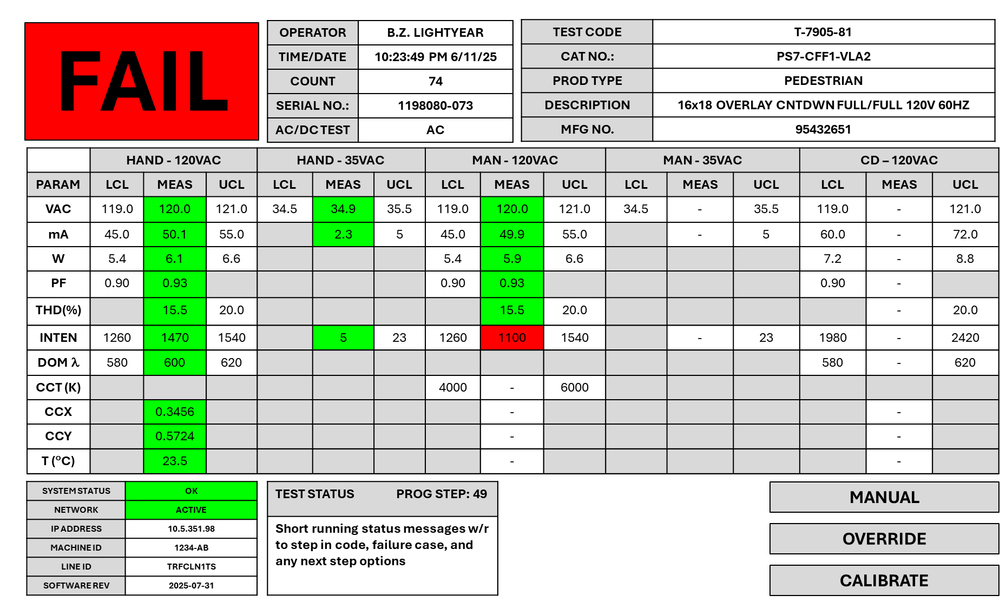 FAIL
OPERATOR B.Z. LIGHTYEAR
TIME/DATE 10:23:49 PM 6/11/25
COUNT 74
SERIAL NO.: 1198080-073
AC/DC TEST AC
TEST CODE T-7905-81
CAT NO.: PS7-CFF1-VLA2
PROD TYPE PEDESTRIAN
DESCRIPTION 16x18 OVERLAY CNTDWN FULL/FULL 120V 60HZ
MFG NO. 95432651
HAND - 120VAC HAND - 35VAC MAN - 120VAC MAN - 35VAC CD – 120VAC
PARAM LCL MEAS UCL LCL MEAS UCL LCL MEAS UCL LCL MEAS UCL LCL MEAS UCL
VAC 119.0 120.0 121.0 34.5 34.9 35.5 119.0 120.0 121.0 34.5 - 35.5 119.0 - 121.0
mA 45.0 50.1 55.0 2.3 5 45.0 49.9 55.0 - 5 60.0 - 72.0
W 5.4 6.1 6.6 5.4 5.9 6.6 7.2 - 8.8
PF 0.90 0.93 0.90 0.93 0.90 -
THD(%) 15.5 20.0 15.5 20.0 - 20.0
INTEN 1260 1470 1540 5 23 1260 1100 1540 - 23 1980 - 2420
DOM λ 580 600 620 580 - 620
CCT (K) 4000 - 6000
CCX 0.3456 - -
CCY 0.5724 - -
T (°C) 23.5 - -
SYSTEM STATUS OK
NETWORK ACTIVE
IP ADDRESS 10.5.351.98
MACHINE ID 1234-AB
LINE ID TRFCLN1TS
SOFTWARE REV 2025-07-31
TEST STATUS PROG STEP: 49
Short running status messages w/r
to step in code, failure case, and
any next step options
MANUAL
OVERRIDE
CALIBRATE